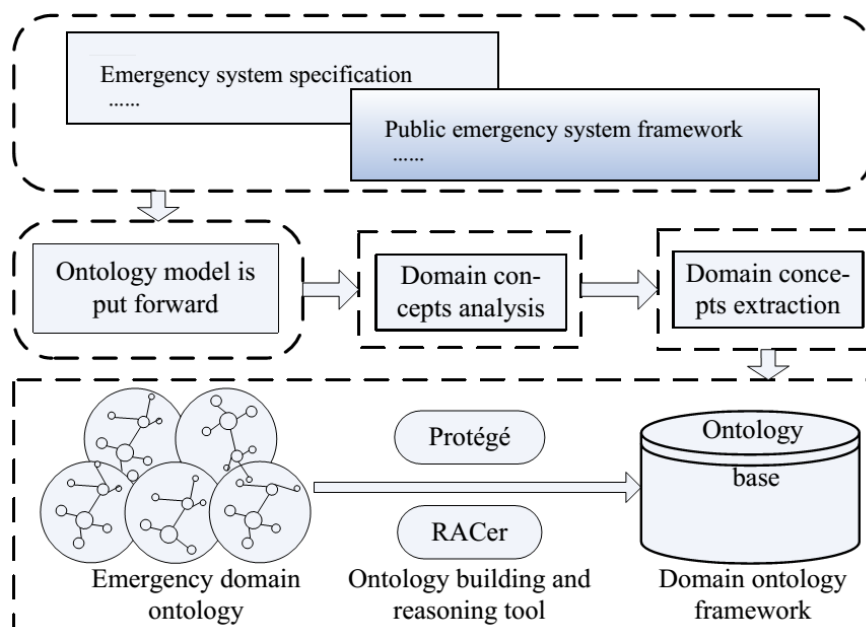 Emergency system specification
......
Public emergency system framework
......
Ontology model is
put forward
Domain con-
cepts analysis
Domain conce-
pts extraction
Protégé
RACer
Ontology
base
Emergency domain
ontology
Ontology building and
reasoning tool
Domain ontology
framework